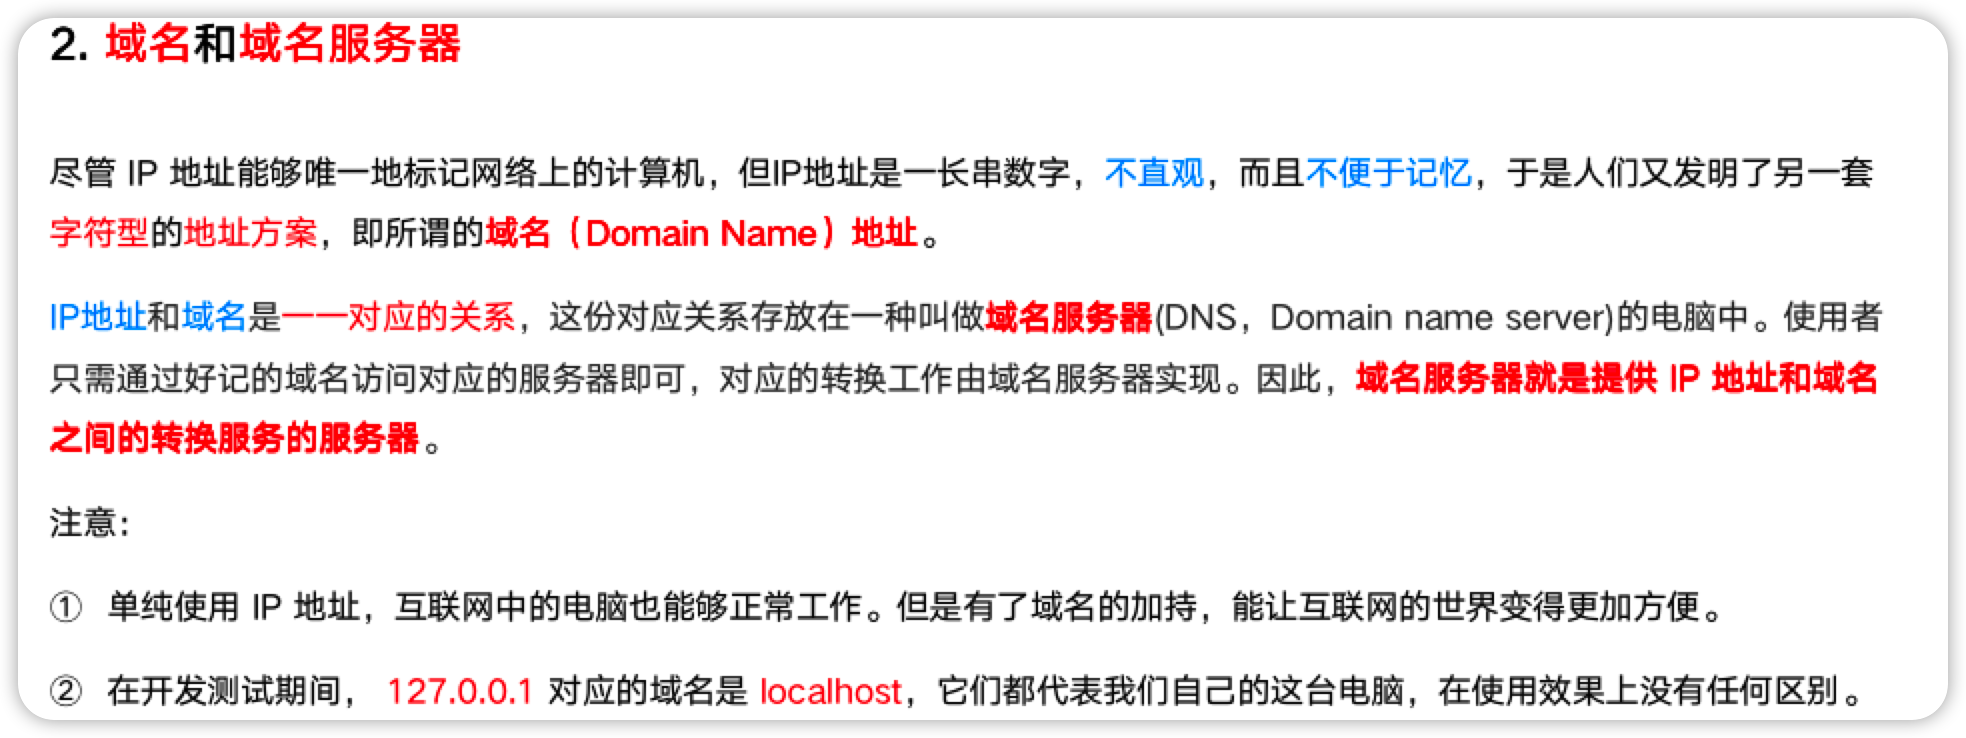 2. 域名和域名服务器
尽管 IP 地址能够唯一地标记网络上的计算机，但IP地址是一长串数字，不直观，而且不便于记忆，于是人们又发明了另一套
字符型的地址方案，即所谓的域名（Domain Name）地址。
IP地址和域名是一一对应的关系，这份对应关系存放在一种叫做域名服务器(DNS，Domain name server)的电脑中。使用者
只需通过好记的域名访问对应的服务器即可，对应的转换工作由域名服务器实现。因此，域名服务器就是提供 IP 地址和域名
之间的转换服务的服务器。
注意：
① 单纯使用 IP 地址，互联网中的电脑也能够正常工作。但是有了域名的加持，能让互联网的世界变得更加方便。
② 在开发测试期间， 127.0.0.1 对应的域名是 localhost，它们都代表我们自己的这台电脑，在使用效果上没有任何区别。